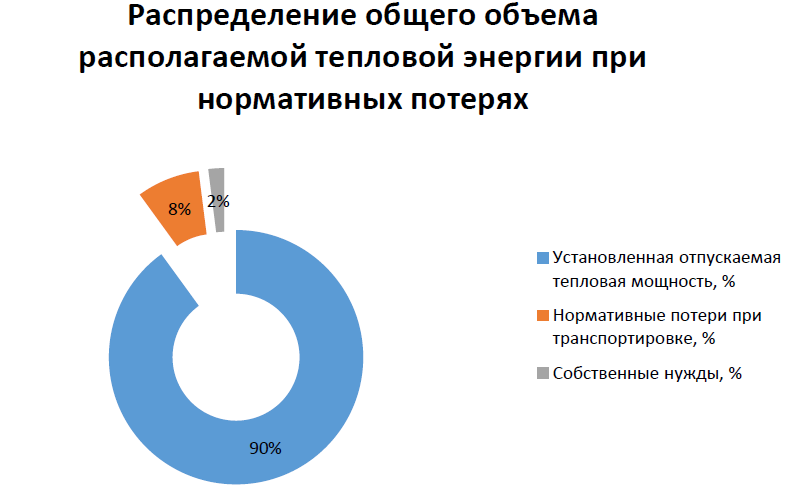 Распределение общего объема
располагаемой тепловой энергии при
нормативных потерях
8%
2%
90%
Установленная отпускаемая
тепловая мощность, %
Нормативные потери при
транспортировке, %
Собственные нужды, %